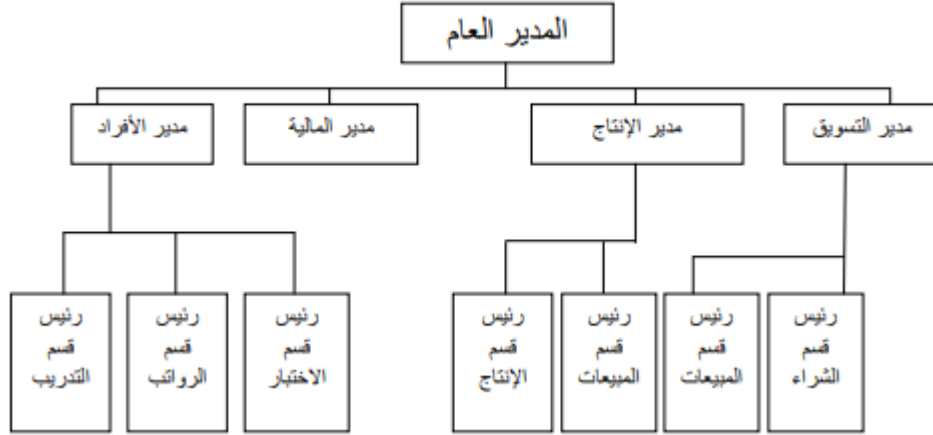 المدير العام
مدير التسويق
مدير الإنتاج
مدير المالية
مدير الأفراد
رئيس
قسم
الشراء
رئيس
قسم
المبيعات
رئيس
قسم
المبيعات
رئيس
قسم
الإنتاج
رئيس
قسم
الاختبار
رئيس
قسم
الرواتب
رئيس
قسم
التدريب